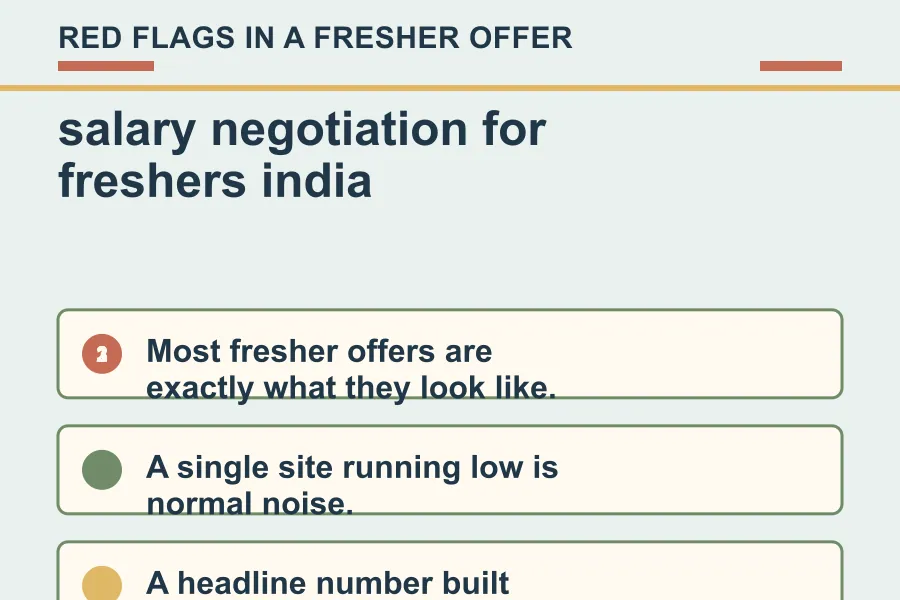 RED FLAGS IN A FRESHER OFFER
salary negotiation for
freshers india
Most fresher offers are
exactly what they look like.
A single site running low is
normal noise.
A headline number built